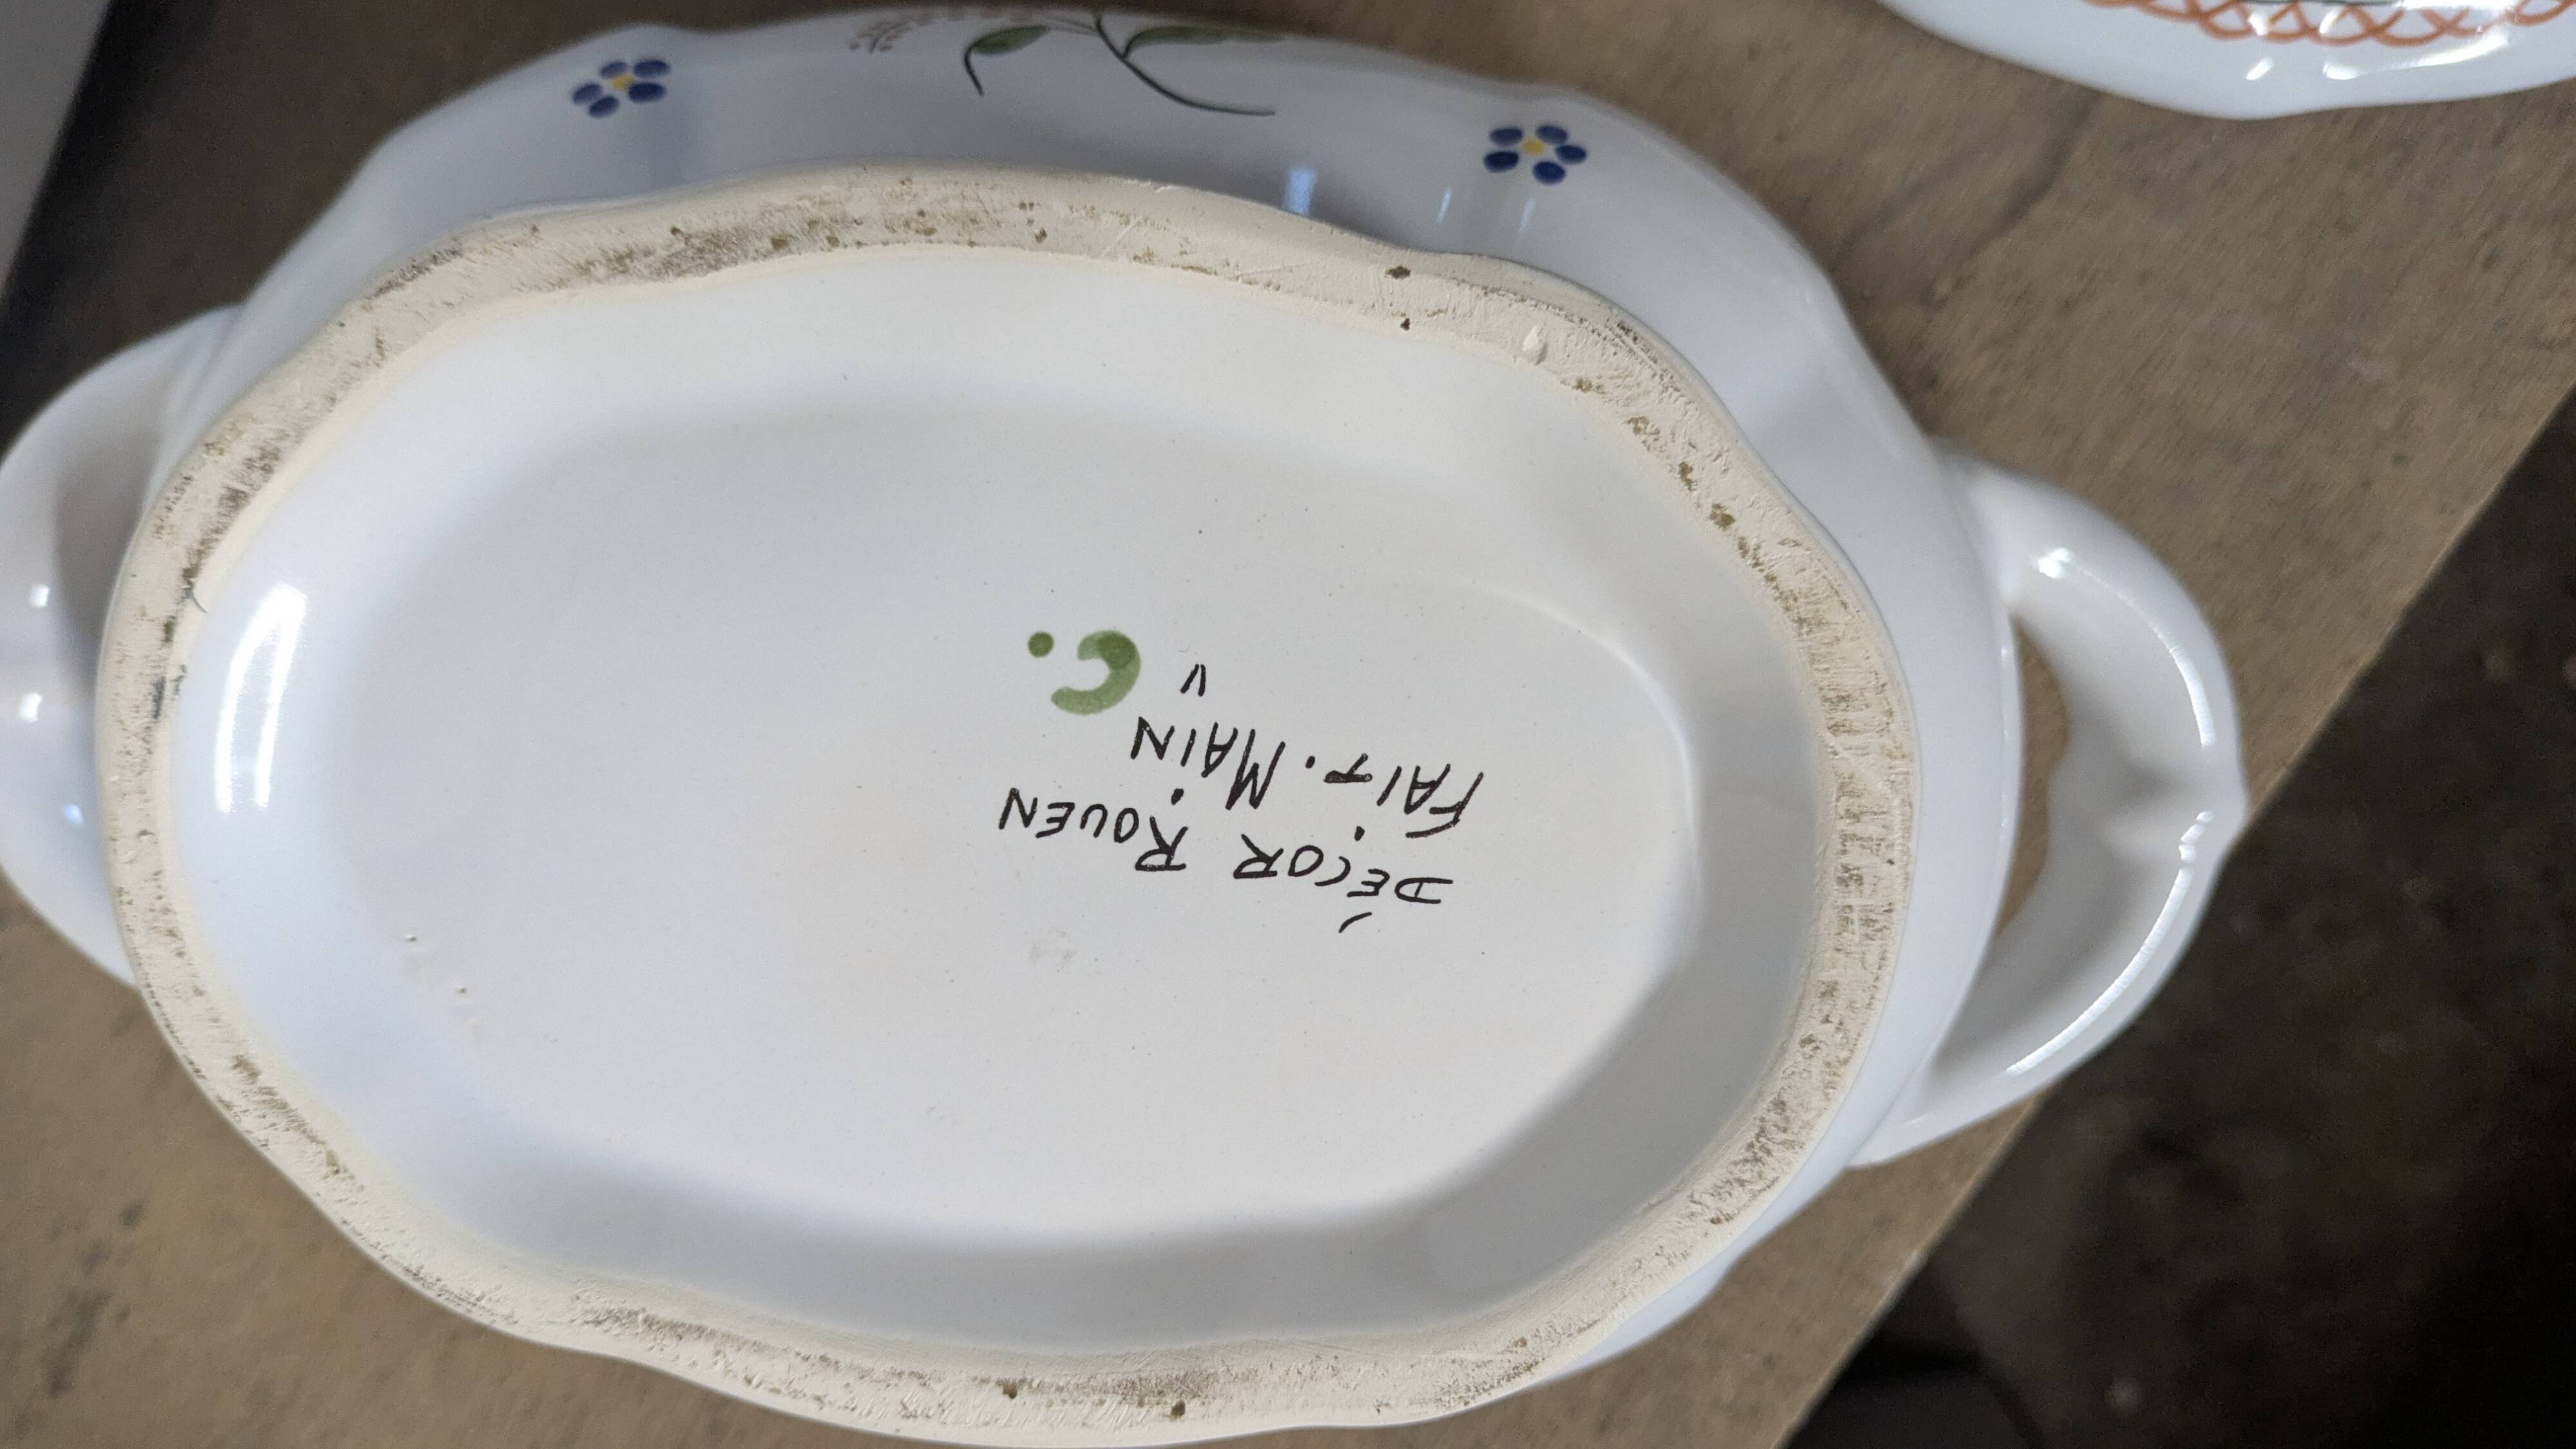 DÉCOR ROUEN
FAIT. MAIN
V
C.